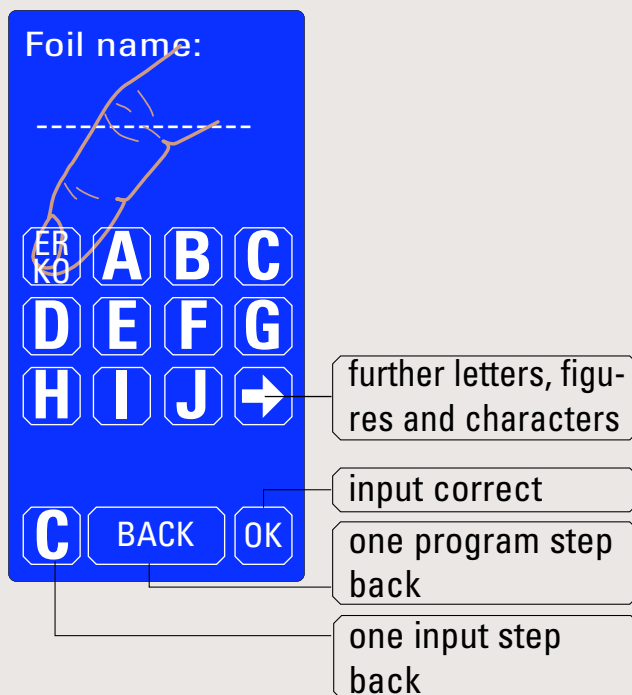 Foil name:
ER
KO
A B C
D E F G
H I J
further letters, figu-
res and characters
input correct
C BACK OK
one program step
back
one input step
back